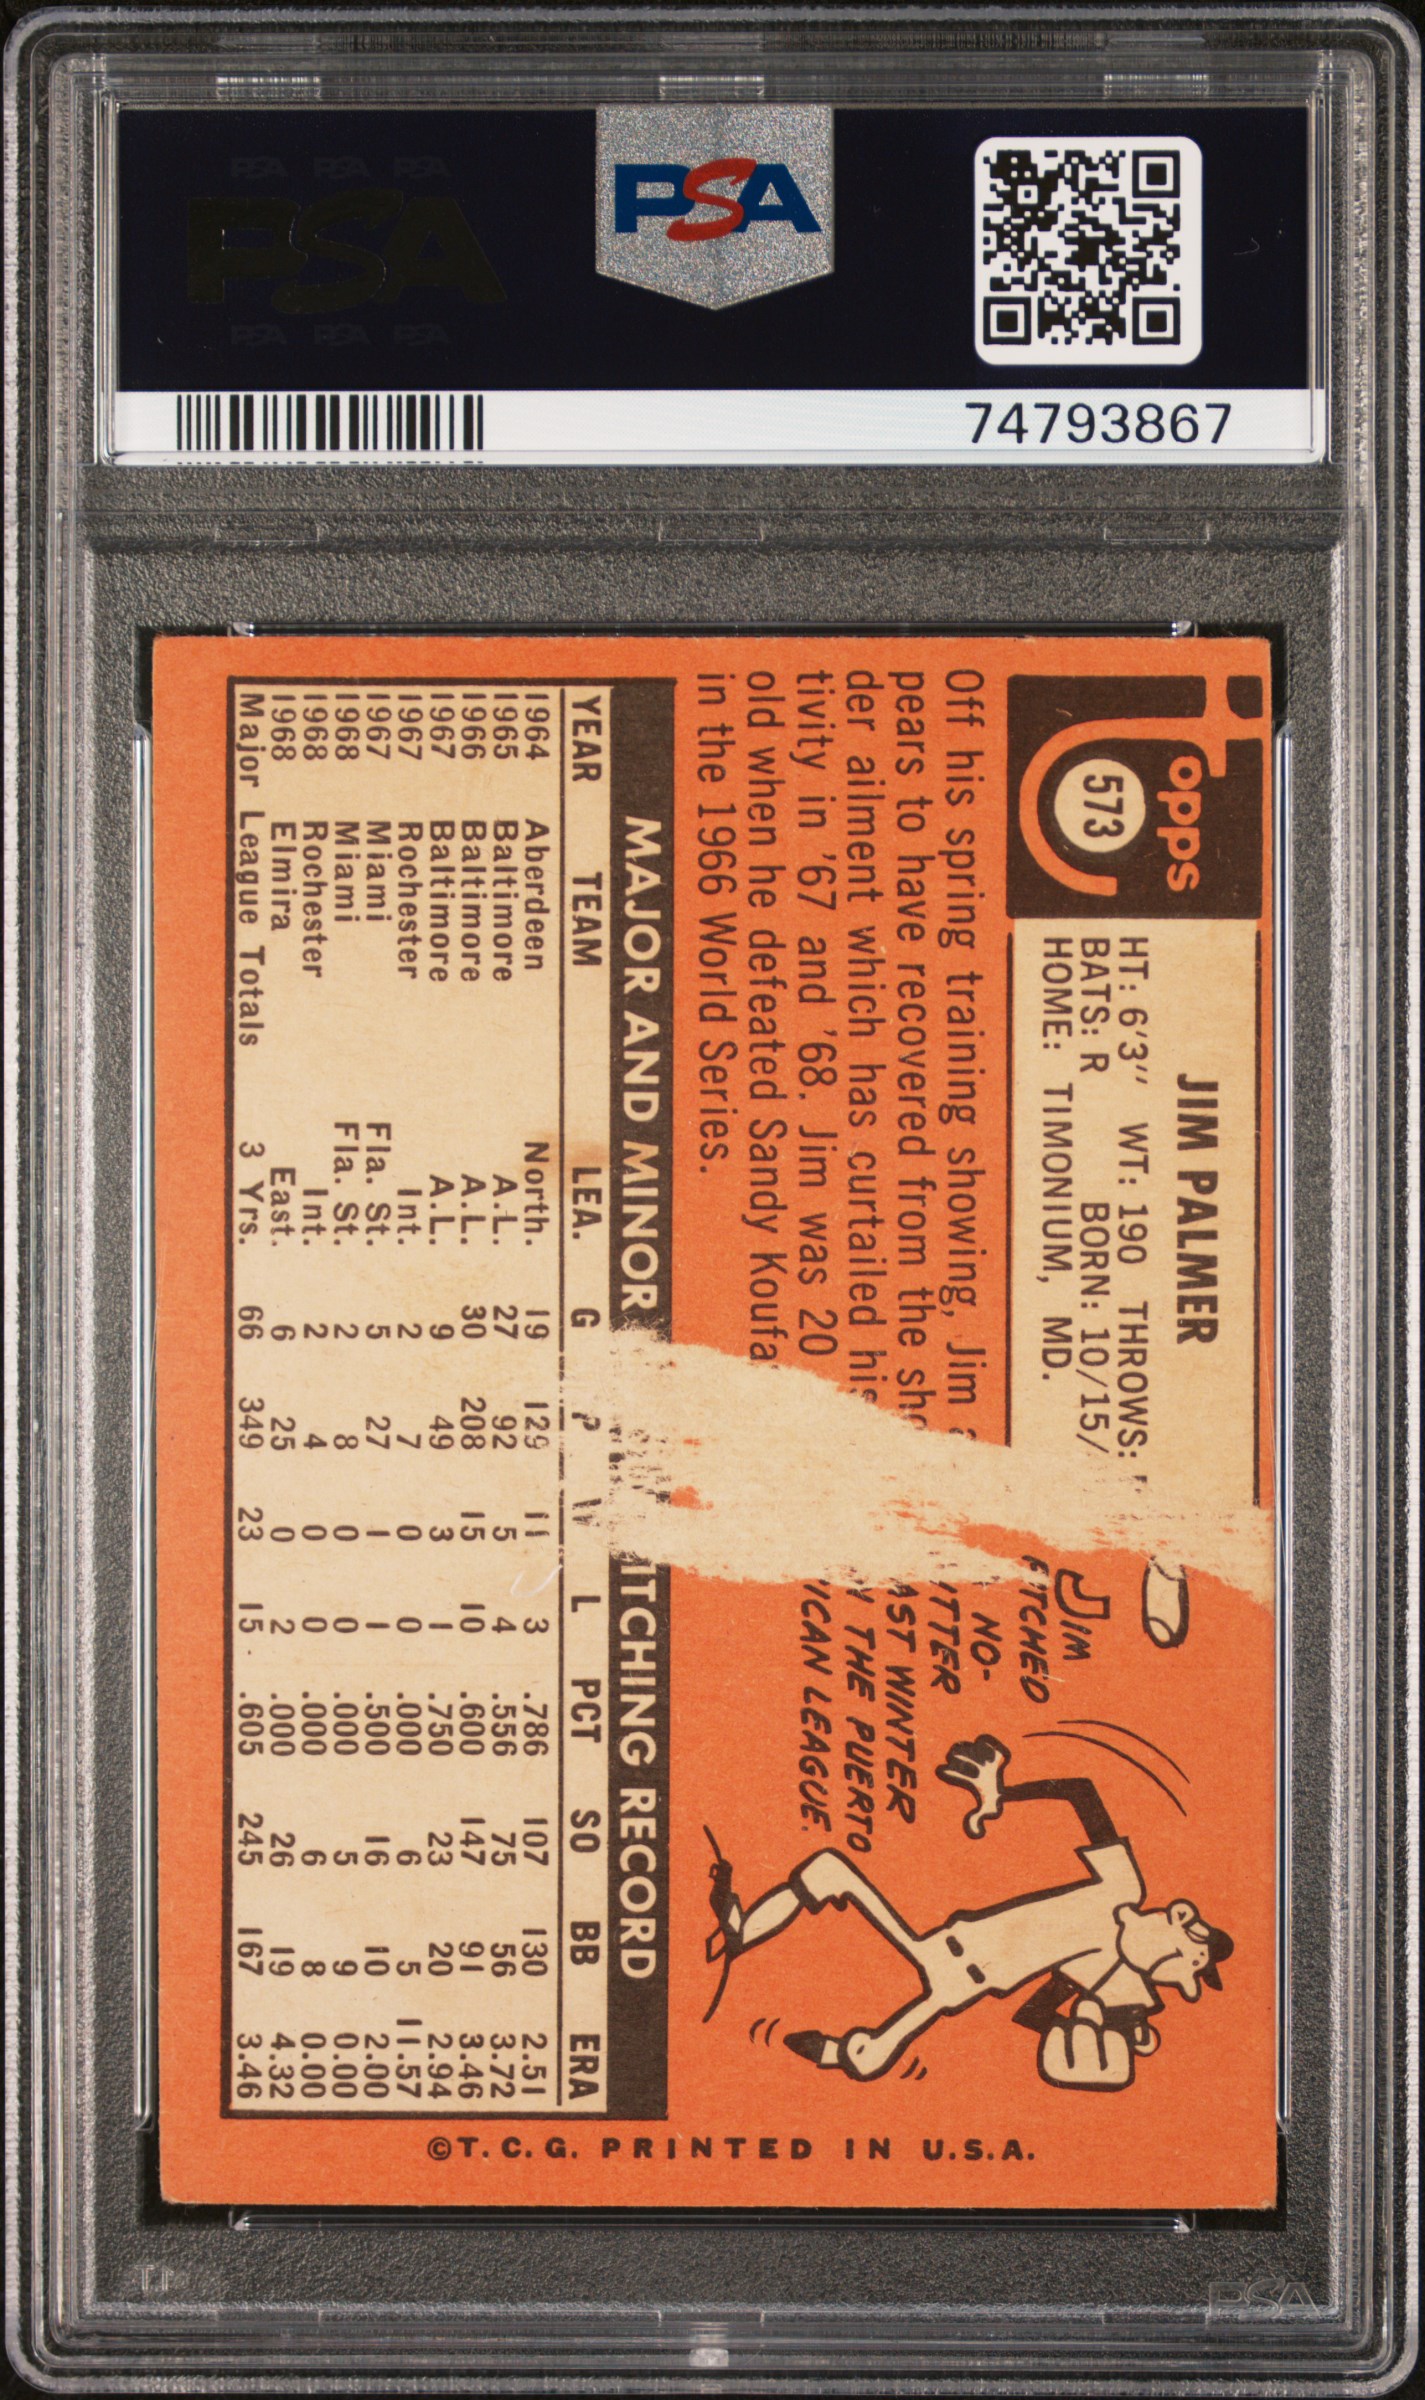 PSA PSA PSA
PSA
PSA PSA PSA
PSA
74793867
Topps
573
JIM PALMER
HT: 6'3" WT: 190 THROWS:
BATS: R BORN: 10/15/
HOME: TIMONIUM, MD.
Off his spring training showing, Jim
pears to have recovered from the
der ailment which has curtailed his
tivity in '67 and '68. Jim was 20
old when he defeated Sandy
in the 1966 World Series.
JIM
NO-
WINTER
THE PUERTO
LEAGUE.
MAJOR AND MINOR RECORD
YEAR TEAM LEA. G P W L PCT SO BB ERA
1964 Aberdeen North. 19 129 11 3 .786 107 130 2.51
1965 Baltimore A.L. 27 92 5 4 .556 75 56 3.72
1966 Baltimore A.L. 30 208 15 10 .600 147 91 3.46
1967 Baltimore A.L. 9 49 3 1 .750 23 20 2.94
1967 Rochester Int. 2 7 0 0 .000 6 5 11.57
1967 Miami Fla. St. 5 27 1 1 .500 16 10 2.00
1968 Miami Fla. St. 2 8 0 0 .000 5 9 0.00
1968 Rochester Int. 2 4 0 0 .000 6 8 0.00
1968 Elmira East. 6 25 0 2 .000 26 19 4.32
Major League Totals 3 Yrs. 66 349 23 15 .605 245 167 3.46
©T.C.G. PRINTED IN U.S.A.
PSA